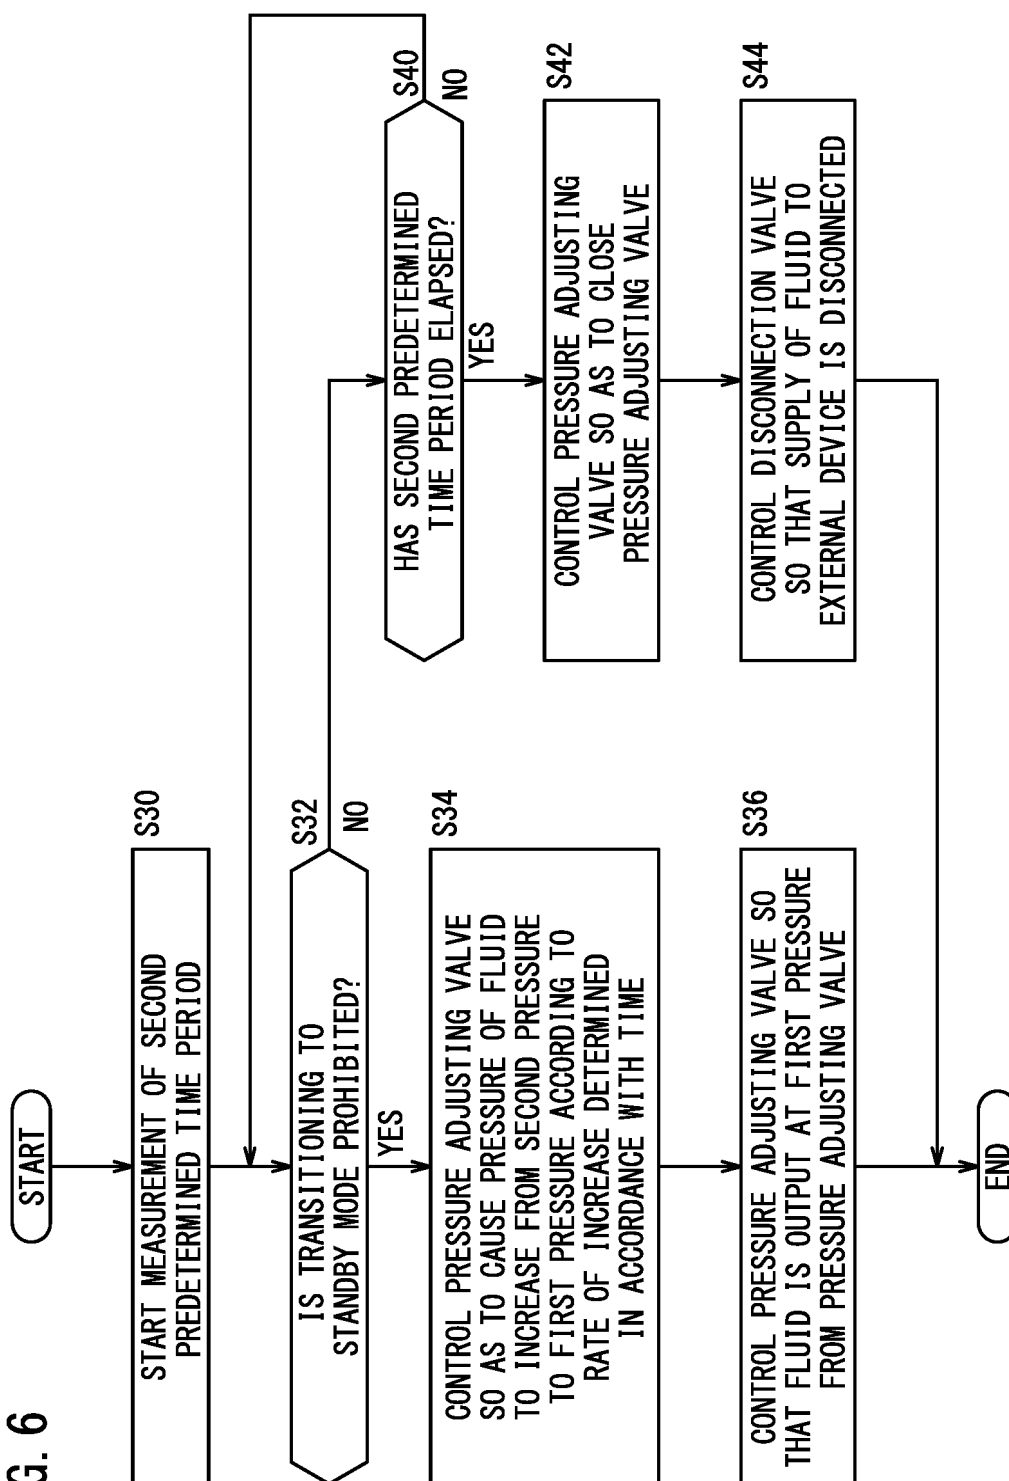 G. 6
START
START MEASUREMENT OF SECOND
PREDETERMINED TIME PERIOD
S30
IS TRANSITIONING TO
STANDBY MODE PROHIBITED?
S32
NO
YES
CONTROL PRESSURE ADJUSTING VALVE
SO AS TO CAUSE PRESSURE OF FLUID
TO INCREASE FROM SECOND PRESSURE
TO FIRST PRESSURE ACCORDING TO
RATE OF INCREASE DETERMINED
IN ACCORDANCE WITH TIME
S34
CONTROL PRESSURE ADJUSTING VALVE SO
THAT FLUID IS OUTPUT AT FIRST PRESSURE
FROM PRESSURE ADJUSTING VALVE
S36
HAS SECOND PREDETERMINED
TIME PERIOD ELAPSED?
S40
NO
YES
CONTROL PRESSURE ADJUSTING
VALVE SO AS TO CLOSE
PRESSURE ADJUSTING VALVE
S42
CONTROL DISCONNECTION VALVE
SO THAT SUPPLY OF FLUID TO
EXTERNAL DEVICE IS DISCONNECTED
S44
END